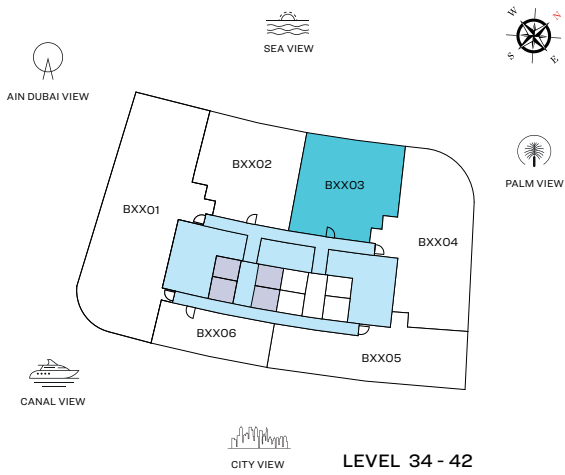 SEA VIEW
W
N
S
E
AIN DUBAI VIEW
PALM VIEW
BXX01
BXX02
BXX03
BXX04
BXX06
BXX05
CANAL VIEW
CITY VIEW
LEVEL 34 - 42